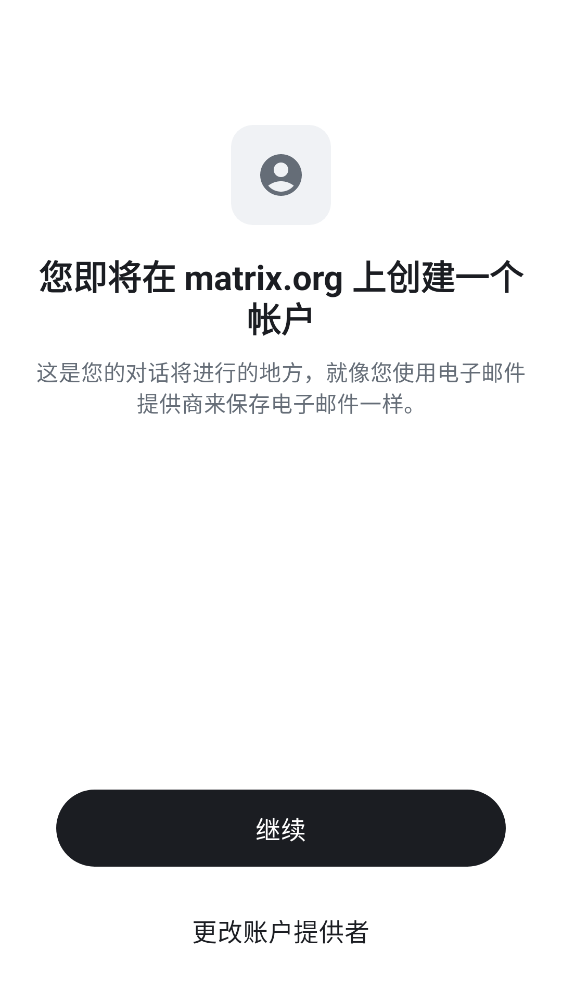 您即将在 matrix.org 上创建一个
帐户
这是您的对话将进行的地方，就像您使用电子邮件
提供商来保存电子邮件一样。
继续
更改账户提供者